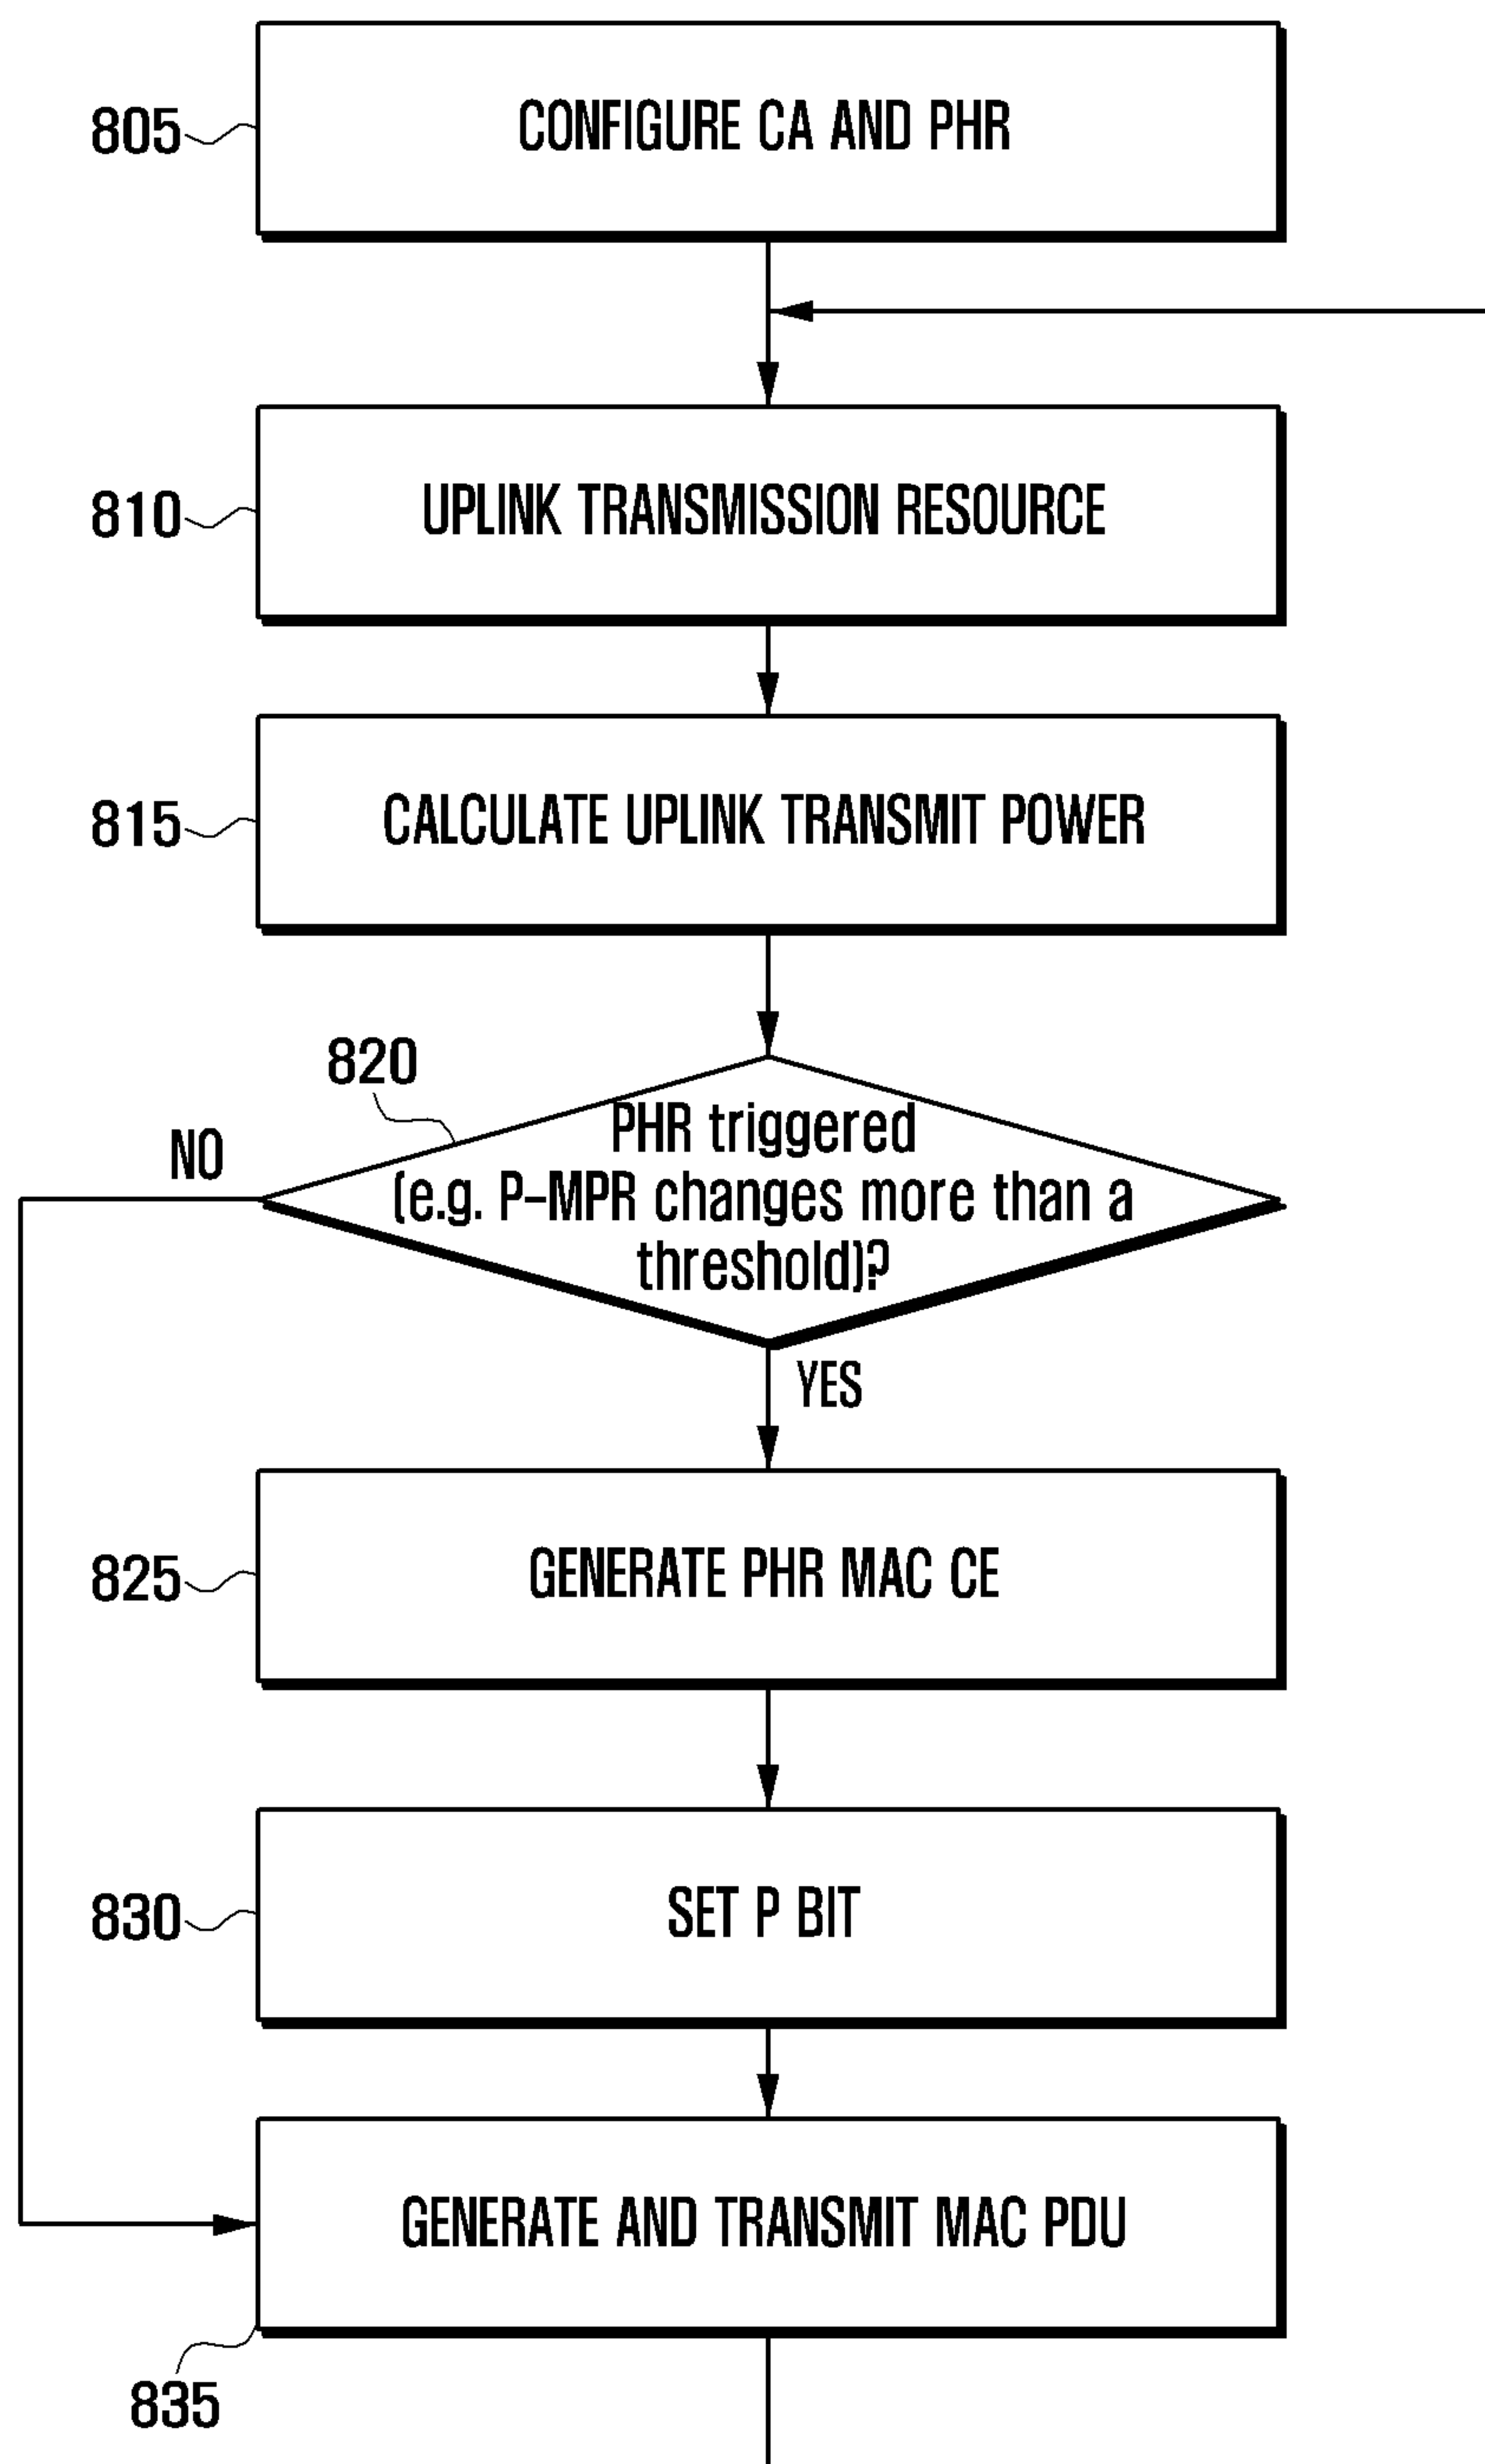 805
CONFIGURE CA AND PHR
810
UPLINK TRANSMISSION RESOURCE
815
CALCULATE UPLINK TRANSMIT POWER
820
NO
PHR triggered
(e.g. P-MPR changes more than a
threshold)?
YES
825
GENERATE PHR MAC CE
830
SET P BIT
GENERATE AND TRANSMIT MAC PDU
835